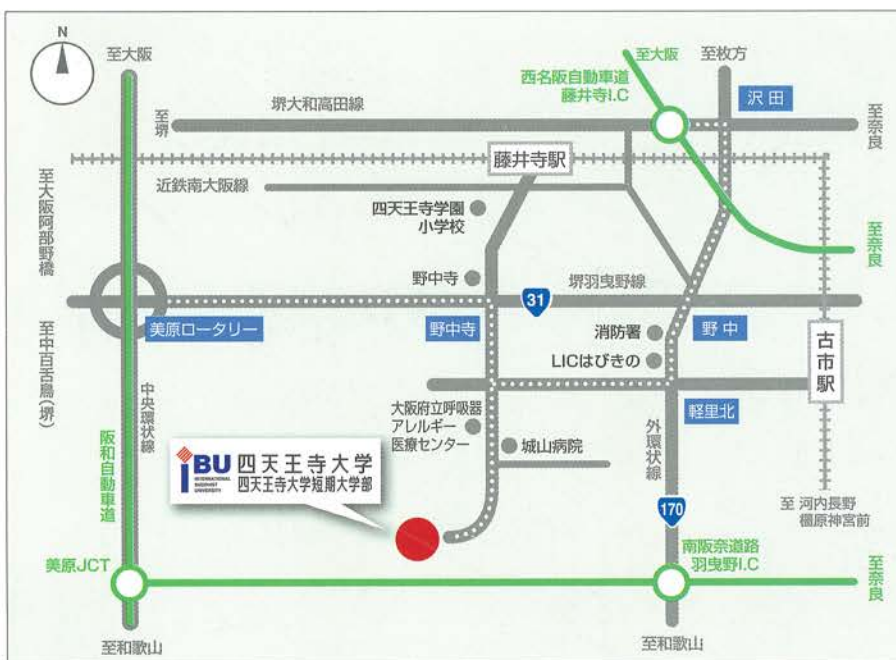 N
至大阪
至大阪
至枚方
西名阪自動車道
藤井寺I.C
沢田
堺大和高田線
至堺
至奈良
藤井寺駅
近鉄南大阪線
至大阪阿部野橋
四天王寺学園
小学校
至奈良
野中寺
堺羽曳野線
31
美原ロータリー
野中寺
消防署
野中
LICはびきの
古市駅
至中百舌鳥(堺)
中央環状線
阪和自動車道
大阪府立呼吸器
アレルギー
医療センター
軽里北
外環状線
城山病院
IBU 四天王寺大学
INTERNATIONAL
BUDDHIST
UNIVERSITY
四天王寺大学短期大学部
170
至 河内長野
橿原神宮前
美原JCT
南阪奈道路
羽曳野I.C
至奈良
至和歌山
至和歌山